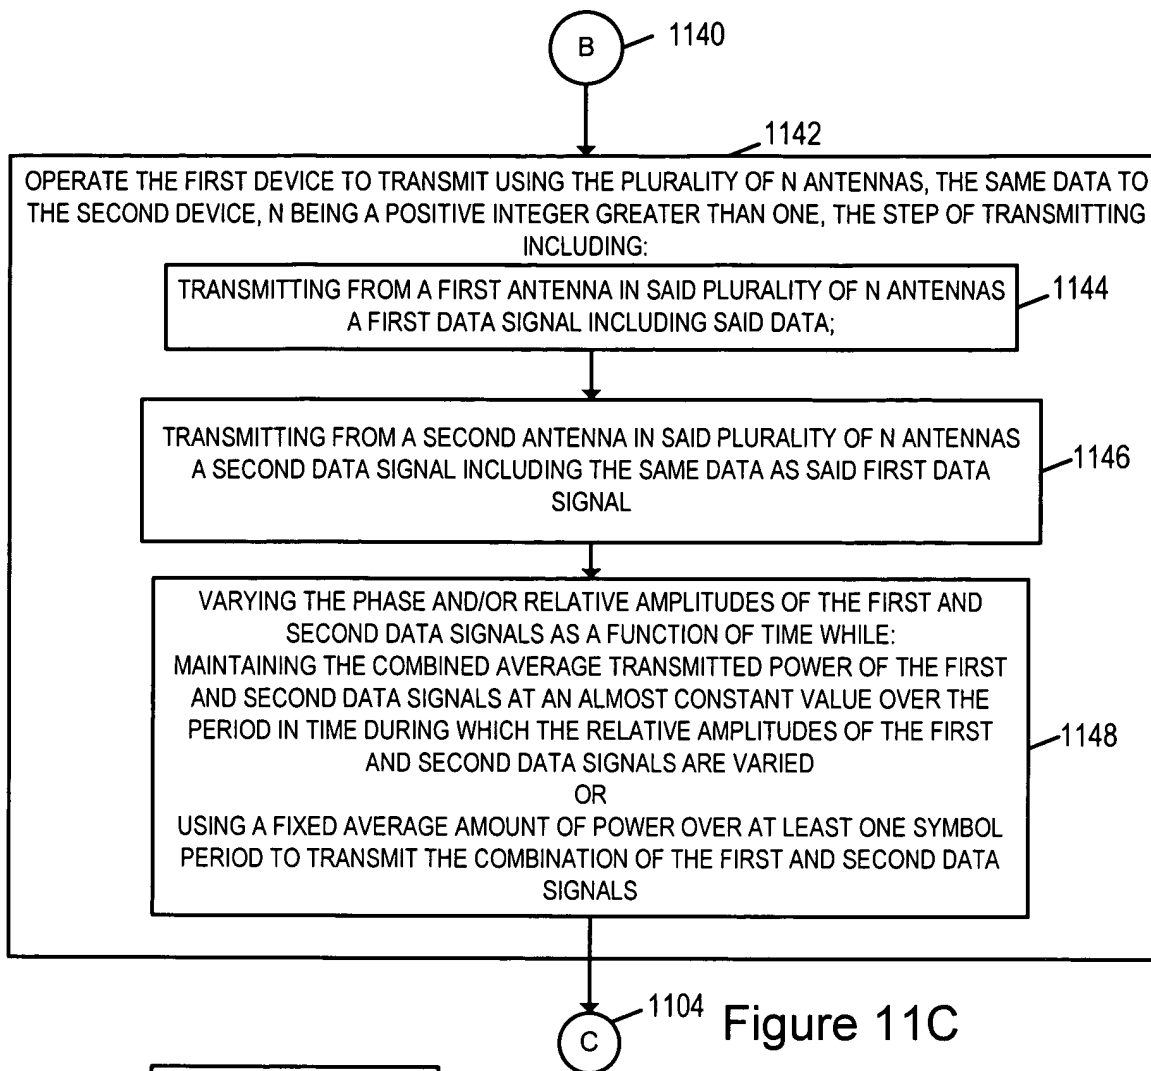 B
1140
1142
OPERATE THE FIRST DEVICE TO TRANSMIT USING THE PLURALITY OF N ANTENNAS, THE SAME DATA TO
THE SECOND DEVICE, N BEING A POSITIVE INTEGER GREATER THAN ONE, THE STEP OF TRANSMITTING
INCLUDING:
TRANSMITTING FROM A FIRST ANTENNA IN SAID PLURALITY OF N ANTENNAS
A FIRST DATA SIGNAL INCLUDING SAID DATA;
1144
TRANSMITTING FROM A SECOND ANTENNA IN SAID PLURALITY OF N ANTENNAS
A SECOND DATA SIGNAL INCLUDING THE SAME DATA AS SAID FIRST DATA
SIGNAL
1146
VARYING THE PHASE AND/OR RELATIVE AMPLITUDES OF THE FIRST AND
SECOND DATA SIGNALS AS A FUNCTION OF TIME WHILE:
MAINTAINING THE COMBINED AVERAGE TRANSMITTED POWER OF THE FIRST
AND SECOND DATA SIGNALS AT AN ALMOST CONSTANT VALUE OVER THE
PERIOD IN TIME DURING WHICH THE RELATIVE AMPLITUDES OF THE FIRST
AND SECOND DATA SIGNALS ARE VARIED
OR
USING A FIXED AVERAGE AMOUNT OF POWER OVER AT LEAST ONE SYMBOL
PERIOD TO TRANSMIT THE COMBINATION OF THE FIRST AND SECOND DATA
SIGNALS
1148
C
1104
Figure 11C